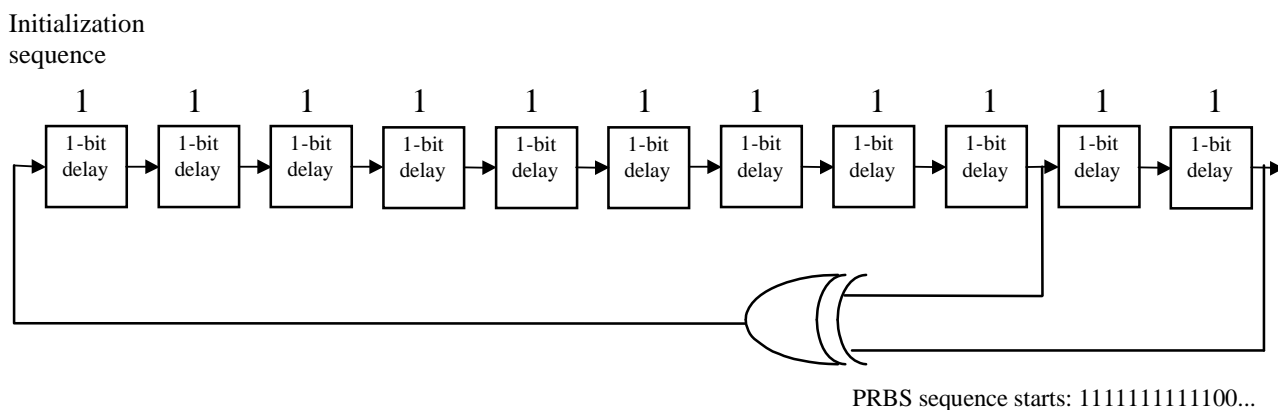 Initialization
sequence
1 1 1 1 1 1 1 1 1 1 1
1-bit 1-bit 1-bit 1-bit 1-bit 1-bit 1-bit 1-bit 1-bit 1-bit 1-bit
delay delay delay delay delay delay delay delay delay delay delay
PRBS sequence starts: 1111111111100...